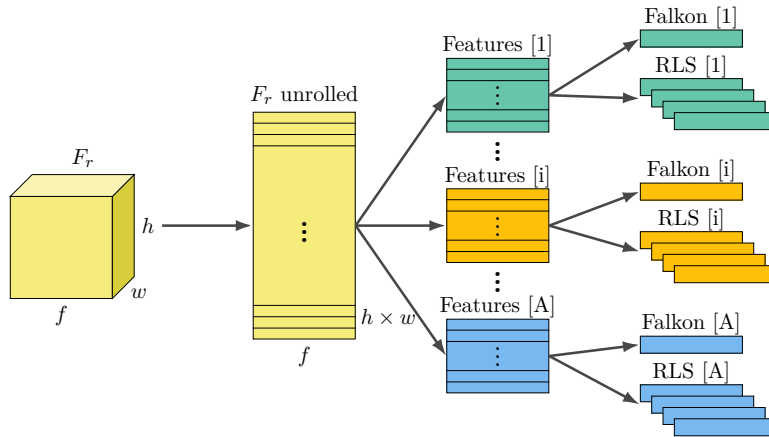 F_r
h
w
f
F_r unrolled
h × w
f
Features [1]
Falkon [1]
RLS [1]
Features [i]
Falkon [i]
RLS [i]
Features [A]
Falkon [A]
RLS [A]